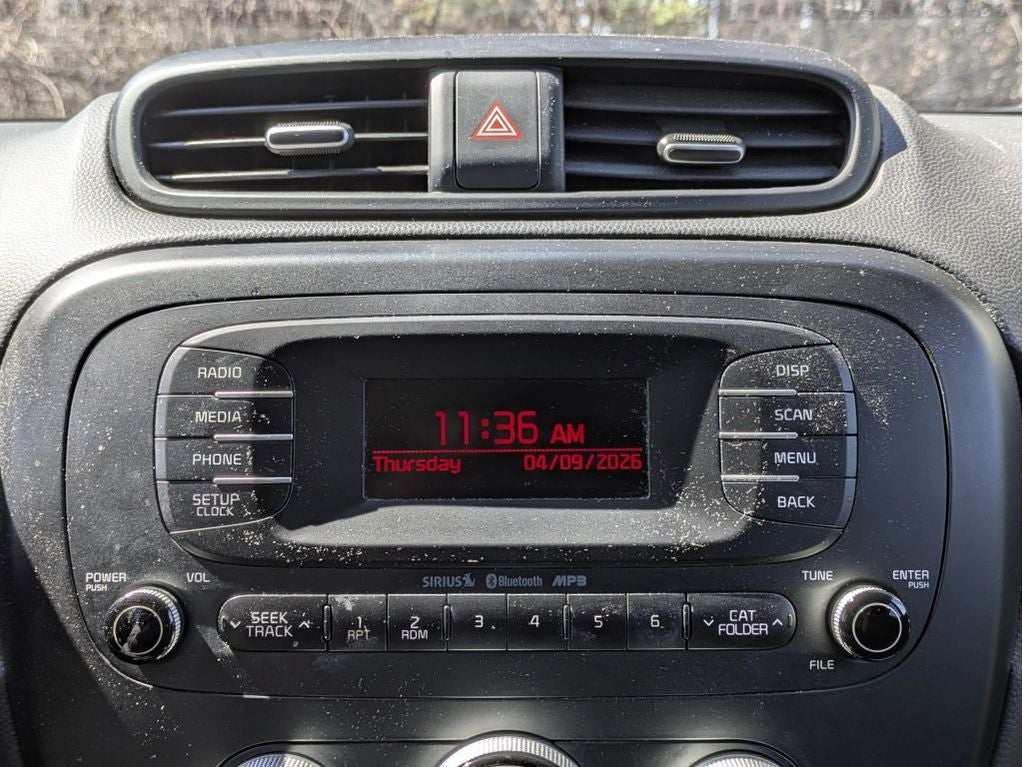 RADIO
MEDIA
PHONE
SETUP
CLOCK
11:36 AM
Thursday 04/09/2026
DISP
SCAN
MENU
BACK
SIRIUS Bluetooth MP3
POWER
PUSH
VOL
TUNE
ENTER
PUSH
SEEK
TRACK
1
RPT
2
RDM
3
4
5
6
CAT
FOLDER
FILE